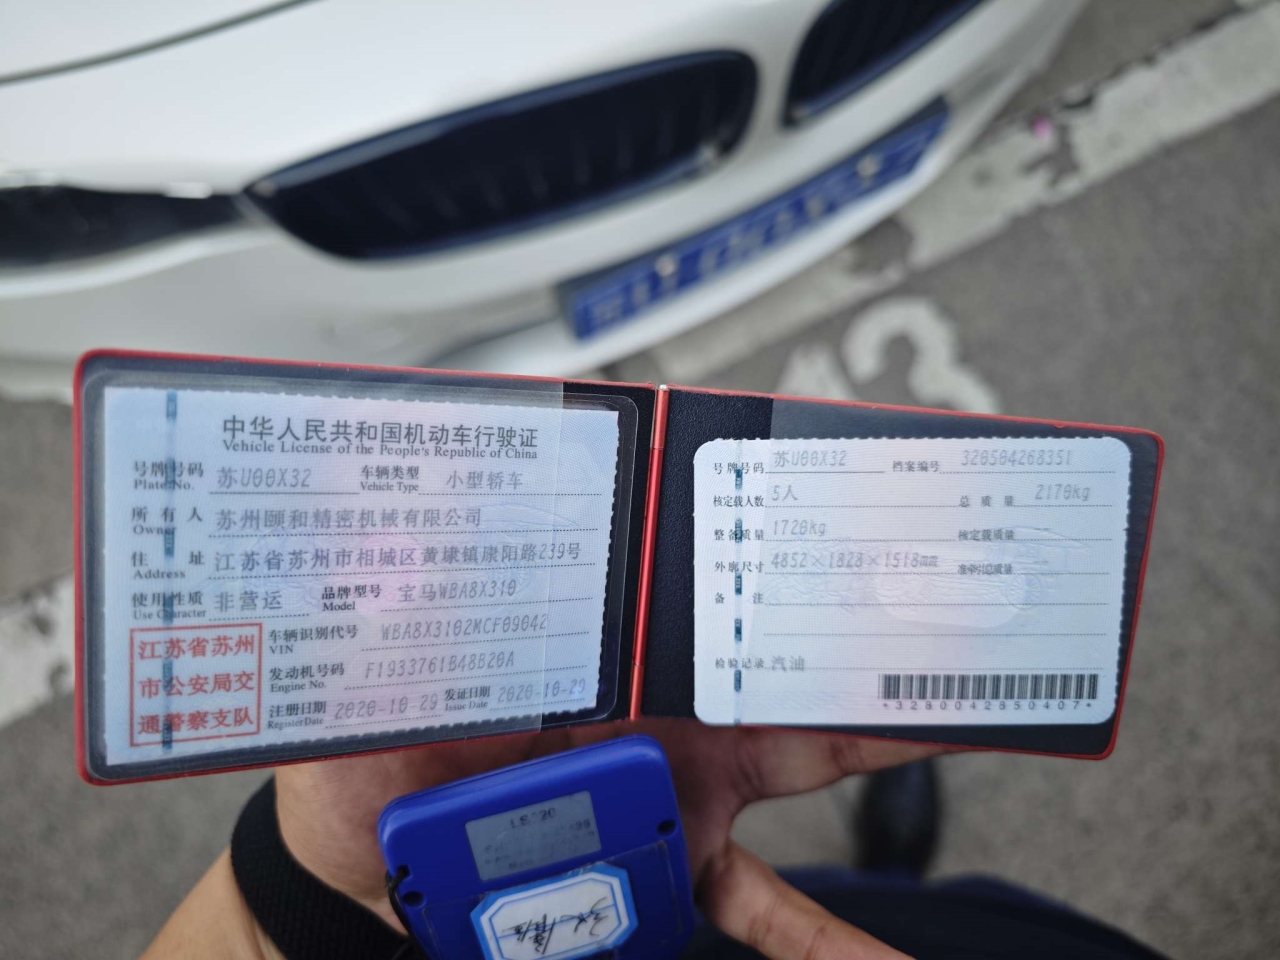 中华人民共和国机动车行驶证
Vehicle License of the People's Republic of China
号牌号码 苏U00X32 车辆类型 小型轿车
Plate No. Vehicle Type
所有人 苏州颐和精密机械有限公司
Owner
住址 江苏省苏州市相城区黄埭镇康阳路239号
Address
使用性质 非营运 品牌型号 宝马WBA8X310
Use Character Model
江苏省苏州
市公安局交
通警察支队
车辆识别代号 WBA8X3102MCF09042
VIN
发动机号码 F1933761B48B20A
Engine No.
注册日期 2020-10-29 发证日期 2020-10-29
Register Date Issue Date
号牌号码 苏U00X32 档案编号 320504268351
核定载人数 5人 总质量 2170kg
整备质量 1720kg 核定载质量
外廓尺寸 4852×1828×1518mm 准牵引总质量
备注
检验记录 汽油
*3280042850407*